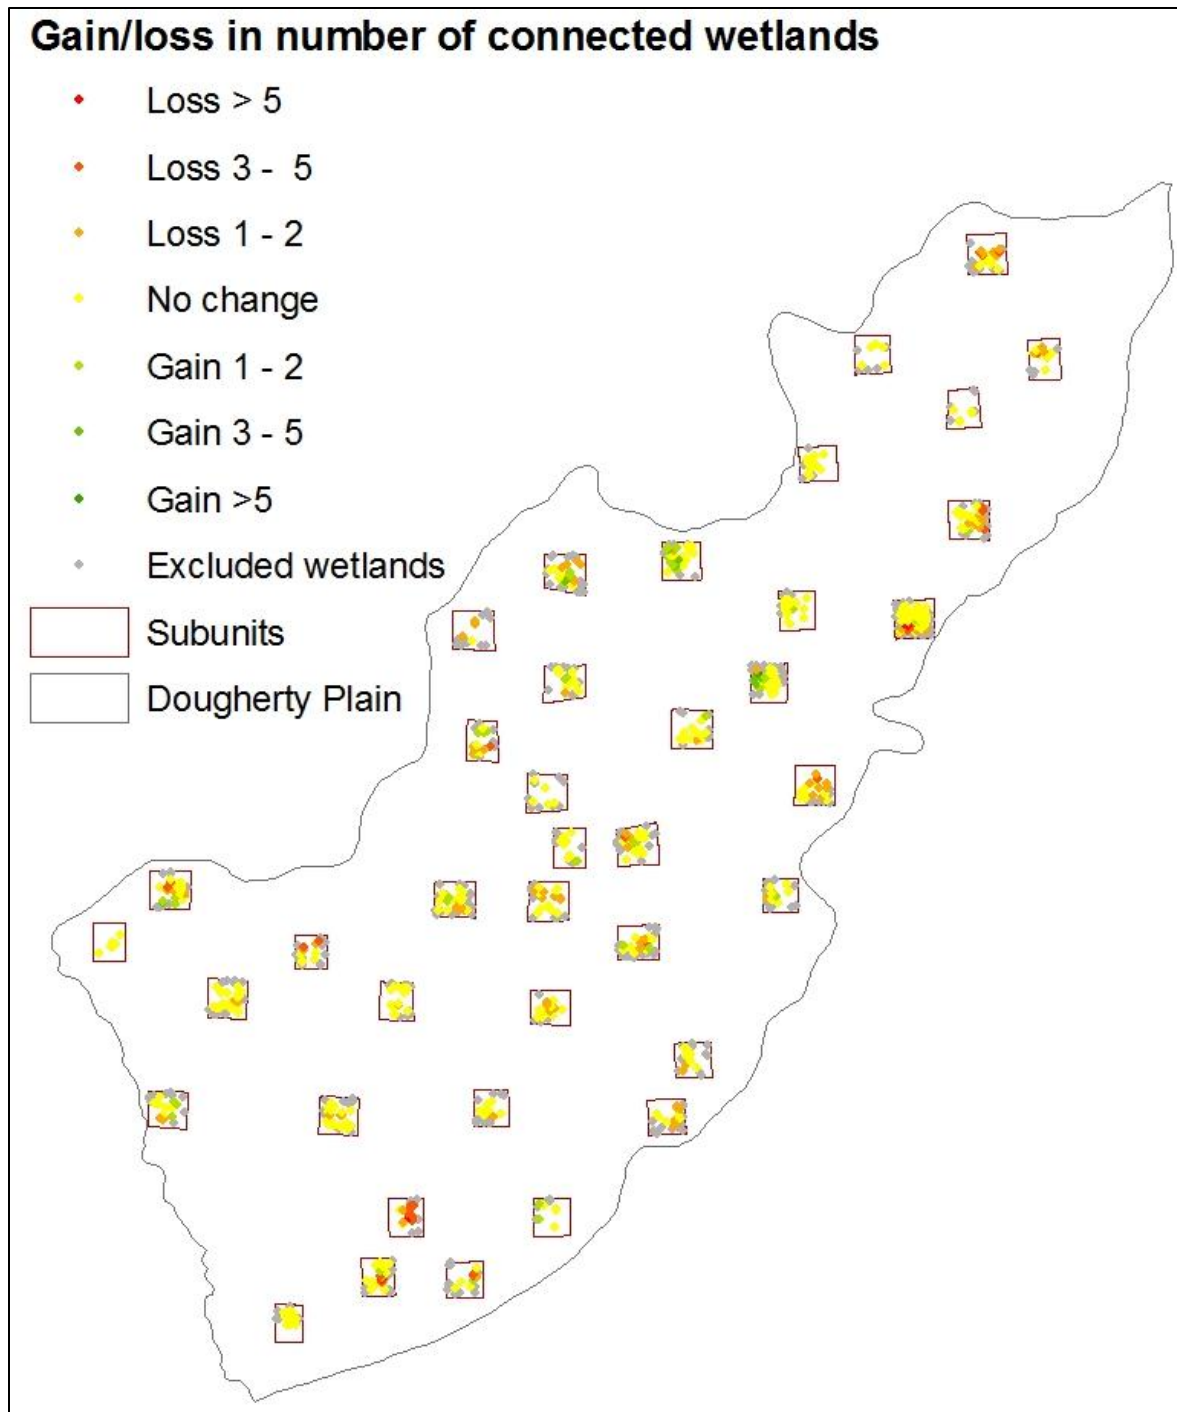 Gain/loss in number of connected wetlands
Loss > 5
Loss 3 -  5
Loss 1 - 2
No change
Gain 1 - 2
Gain 3 - 5
Gain >5
Excluded wetlands
Subunits
Dougherty Plain